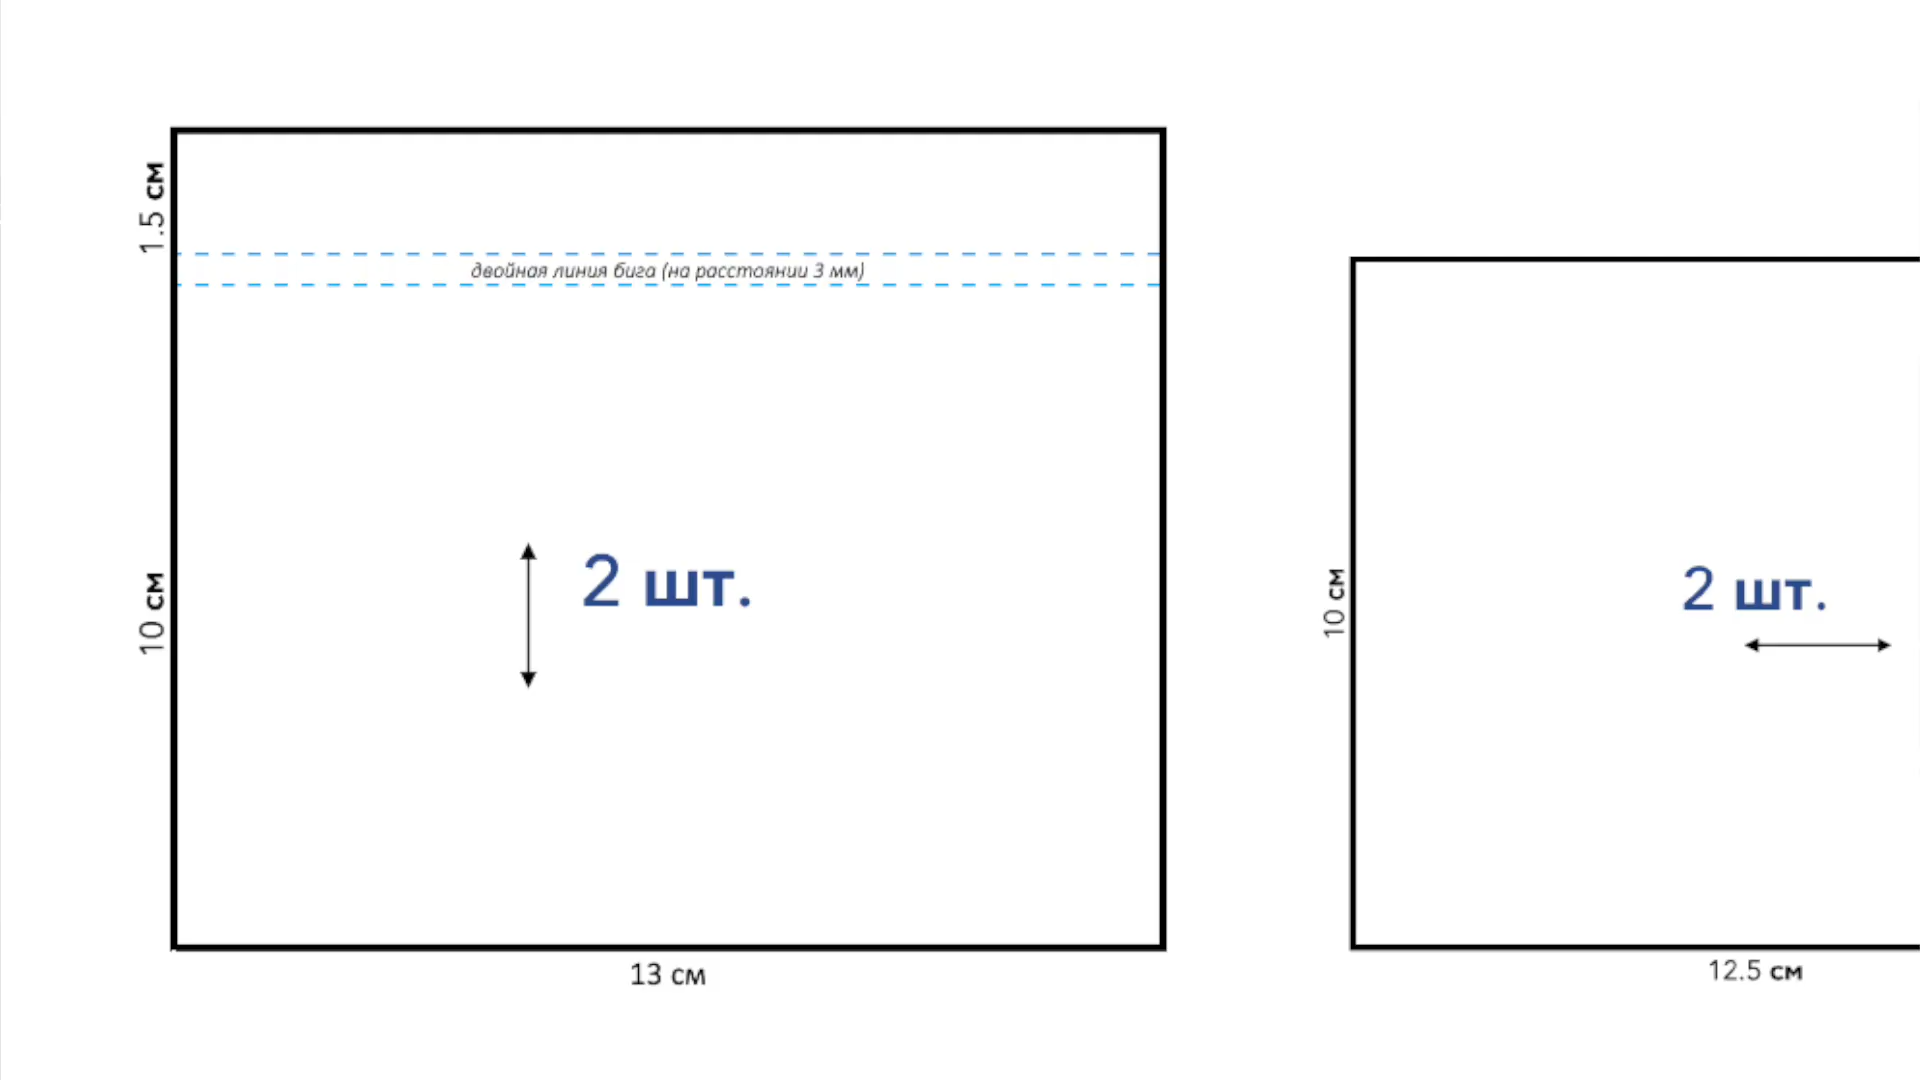 1.5 см
двойная линия бига (на расстоянии 3 мм)
10 см
2 шт.
13 см
10 см
2 шт.
12.5 см